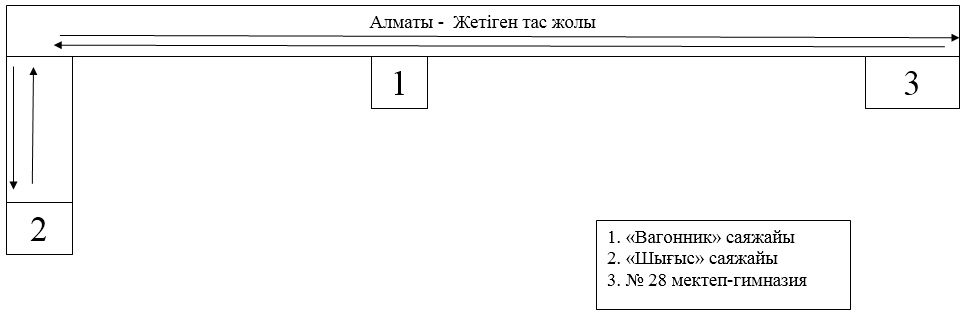 Алматы - Жетіген тас жолы
1
3
2
1. «Вагонник» саяжайы
2. «Шығыс» саяжайы
3. № 28 мектеп-гимназия